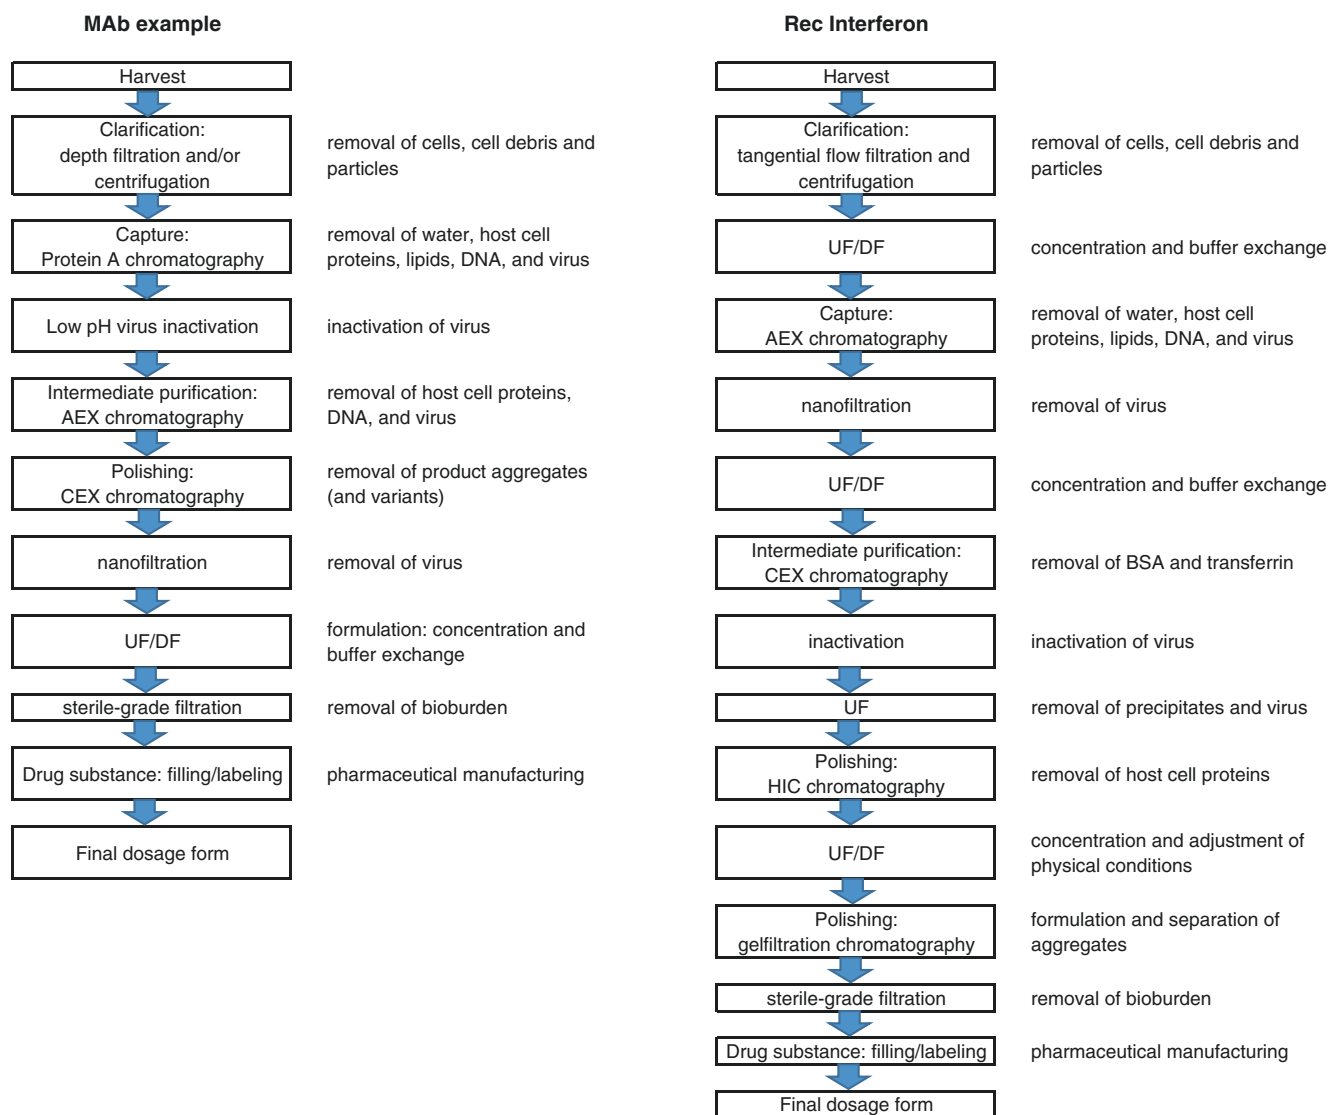 MAb example
Harvest
Clarification:
depth filtration and/or
centrifugation
removal of cells, cell debris and
particles
Capture:
Protein A chromatography
removal of water, host cell
proteins, lipids, DNA, and virus
Low pH virus inactivation
inactivation of virus
Intermediate purification:
AEX chromatography
removal of host cell proteins,
DNA, and virus
Polishing:
CEX chromatography
removal of product aggregates
(and variants)
nanofiltration
removal of virus
UF/DF
formulation: concentration and
buffer exchange
sterile-grade filtration
removal of bioburden
Drug substance: filling/labeling
pharmaceutical manufacturing
Final dosage form
Rec Interferon
Harvest
Clarification:
tangential flow filtration and
centrifugation
removal of cells, cell debris and
particles
UF/DF
concentration and buffer exchange
Capture:
AEX chromatography
removal of water, host cell
proteins, lipids, DNA, and virus
nanofiltration
removal of virus
UF/DF
concentration and buffer exchange
Intermediate purification:
CEX chromatography
removal of BSA and transferrin
inactivation
inactivation of virus
UF
removal of precipitates and virus
Polishing:
HIC chromatography
removal of host cell proteins
UF/DF
concentration and adjustment of
physical conditions
Polishing:
gelfiltration chromatography
formulation and separation of
aggregates
sterile-grade filtration
removal of bioburden
Drug substance: filling/labeling
pharmaceutical manufacturing
Final dosage form